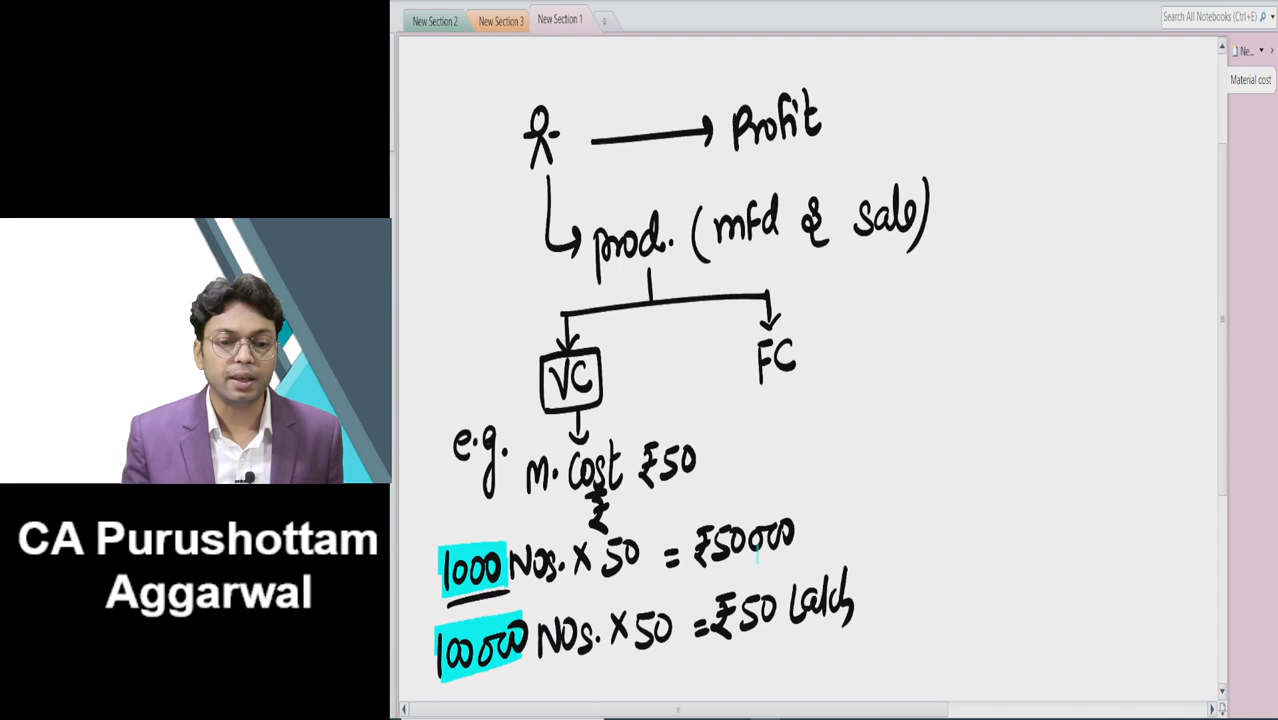 New Section 2
New Section 3
New Section 1
Search All Notebooks (Ctrl+E)
Ne...
Material cost
Profit
prod. (mfd & sale)
VC
FC
e.g.
m. cost ₹50
₹
1000 Nos. × 50 = ₹50000
100000 Nos. × 50 = ₹50 Lakh
CA Purushottam
Aggarwal